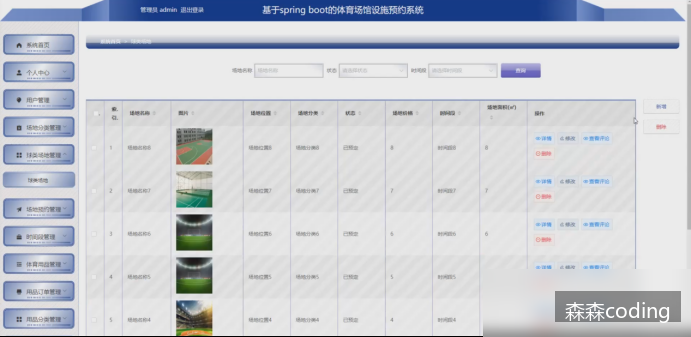 管理员 admin 退出登录
基于spring boot的体育场馆设施预约系统
系统首页
个人中心
用户管理
场地分类管理
球类场地管理
球类场地
场地预约管理
时间段管理
体育用品管理
用品订单管理
用品分类管理
系统首页
场地名称 场地名称 状态 请选择状态 时间段 请选择时间段 查询
新增
删除
场地名称 图片 场地位置 场地分类 状态 场地价格 时间段 场地面积(㎡) 操作
1 场地名称8 场地位置8 场地分类8 已预定 8 时间段8 8 详情 修改 查看评论
删除
2 场地名称7 场地位置7 场地分类7 已预定 7 时间段7 7 详情 修改 查看评论
删除
3 场地名称6 场地位置6 场地分类6 已预定 6 时间段6 6 详情 修改 查看评论
删除
4 场地名称5 场地位置5 场地分类5 已预定 5 时间段5 5 详情 修改 查看评论
5 场地名称4 场地位置4 场地分类4 已预定 4 时间段4
森森coding